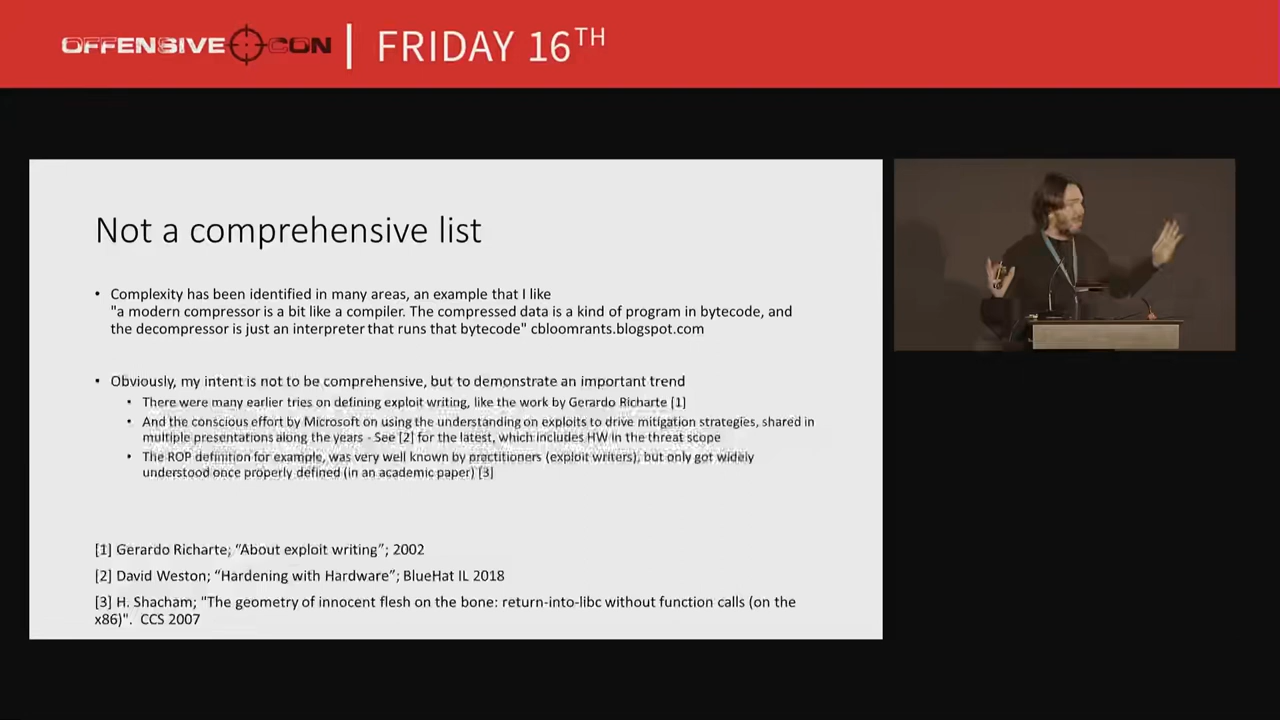 OFFENSIVE CON | FRIDAY 16TH
Not a comprehensive list
• Complexity has been identified in many areas, an example that I like
"a modern compressor is a bit like a compiler. The compressed data is a kind of program in bytecode, and
the decompressor is just an interpreter that runs that bytecode" cbloomrants.blogspot.com
• Obviously, my intent is not to be comprehensive, but to demonstrate an important trend
• There were many earlier tries on defining exploit writing, like the work by Gerardo Richarte [1]
• And the conscious effort by Microsoft on using the understanding on exploits to drive mitigation strategies, shared in
multiple presentations along the years - See [2] for the latest, which includes HW in the threat scope
• The ROP definition for example, was very well known by practitioners (exploit writers), but only got widely
understood once properly defined (in an academic paper) [3]
[1] Gerardo Richarte; “About exploit writing”; 2002
[2] David Weston; “Hardening with Hardware”; BlueHat IL 2018
[3] H. Shacham; "The geometry of innocent flesh on the bone: return-into-libc without function calls (on the
x86)". CCS 2007